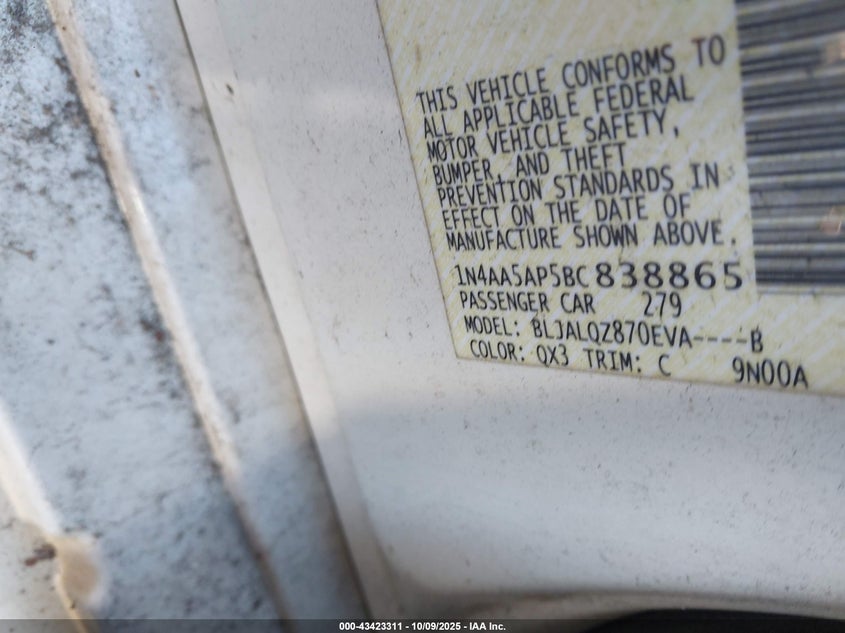 THIS VEHICLE CONFORMS TO
ALL APPLICABLE FEDERAL
MOTOR VEHICLE SAFETY,
BUMPER, AND THEFT
PREVENTION STANDARDS IN
EFFECT ON THE DATE OF
MANUFACTURE SHOWN ABOVE.
1N4AA5AP5BC838865
PASSENGER CAR 279
MODEL: BLJALQZ870EVA----B
COLOR: QX3 TRIM: C 9N00A
000-43423311 - 10/09/2025 - IAA Inc.